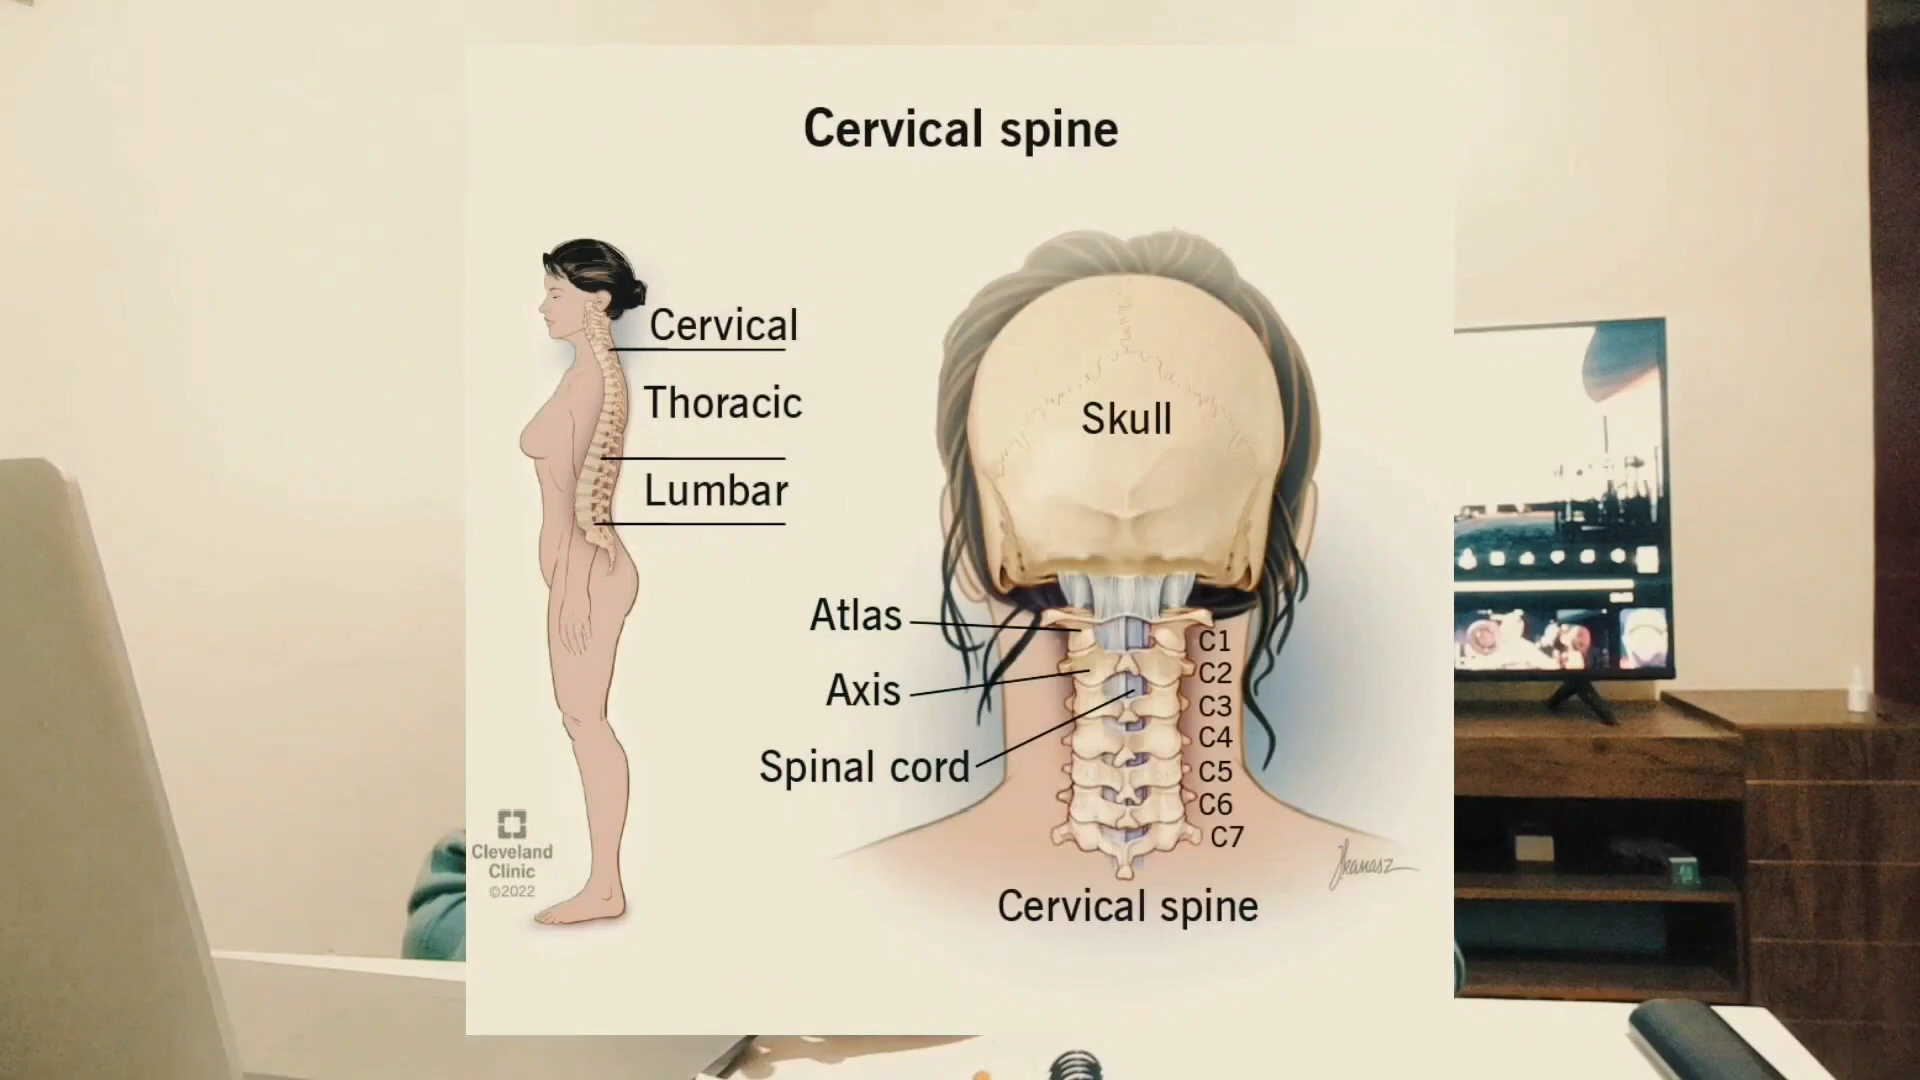 Cervical spine
Cervical
Thoracic
Lumbar
Skull
Atlas
Axis
Spinal cord
C1
C2
C3
C4
C5
C6
C7
Cervical spine
Cleveland
Clinic
©2022